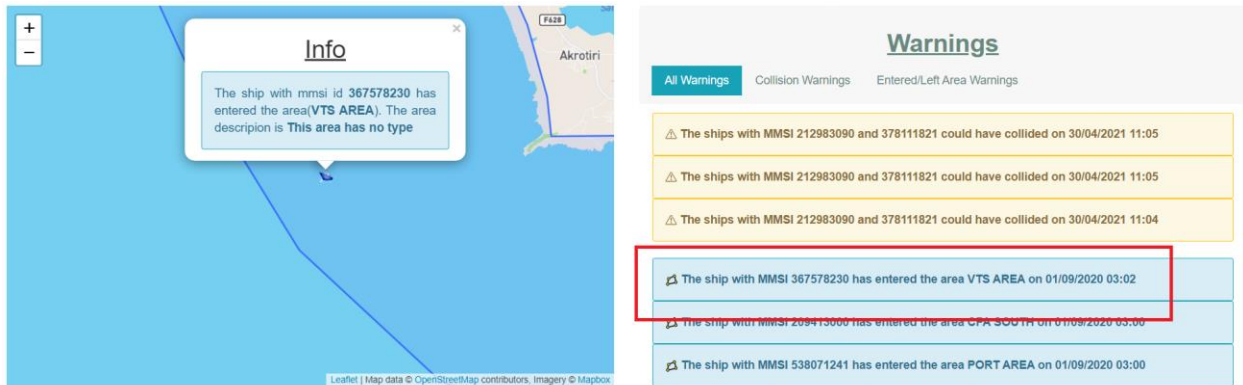 +
−
Info
×
The ship with mmsi id 367578230 has
entered the area(VTS AREA). The area
descripion is This area has no type
F628
Akrotiri
Leaflet | Map data © OpenStreetMap contributors, Imagery © Mapbox
Warnings
All Warnings Collision Warnings Entered/Left Area Warnings
⚠ The ships with MMSI 212983090 and 378111821 could have collided on 30/04/2021 11:05
⚠ The ships with MMSI 212983090 and 378111821 could have collided on 30/04/2021 11:05
⚠ The ships with MMSI 212983090 and 378111821 could have collided on 30/04/2021 11:04
The ship with MMSI 367578230 has entered the area VTS AREA on 01/09/2020 03:02
The ship with MMSI 209413000 has entered the area CPA SOUTH on 01/09/2020 03:00
The ship with MMSI 538071241 has entered the area PORT AREA on 01/09/2020 03:00